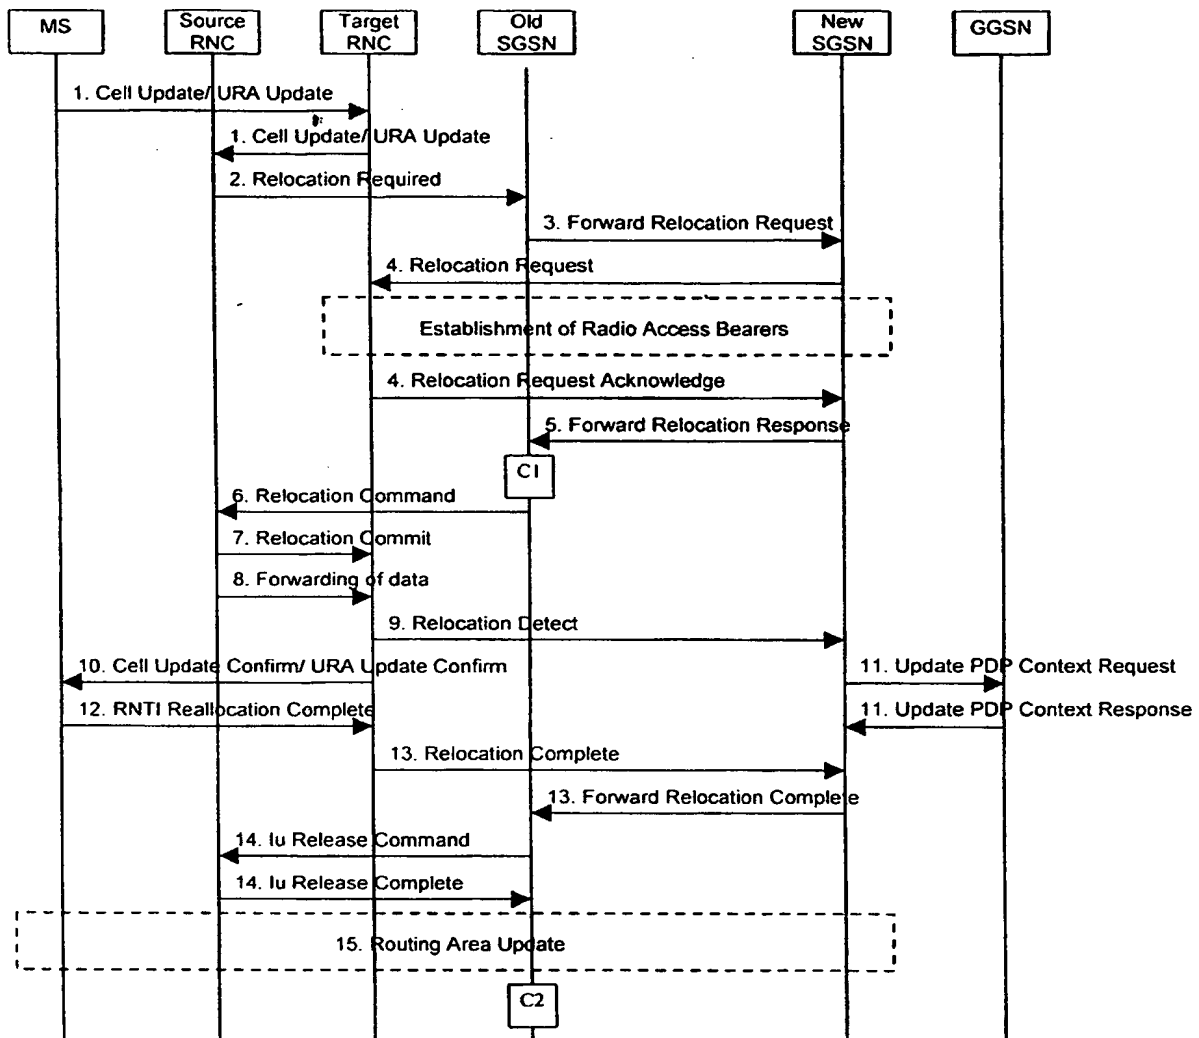 MS
Source
RNC
Target
RNC
Old
SGSN
New
SGSN
GGSN
1. Cell Update/ URA Update
1. Cell Update/ URA Update
2. Relocation Required
3. Forward Relocation Request
4. Relocation Request
Establishment of Radio Access Bearers
4. Relocation Request Acknowledge
5. Forward Relocation Response
C1
6. Relocation Command
7. Relocation Commit
8. Forwarding of data
9. Relocation Detect
10. Cell Update Confirm/ URA Update Confirm
11. Update PDP Context Request
12. RNTI Reallocation Complete
11. Update PDP Context Response
13. Relocation Complete
13. Forward Relocation Complete
14. Iu Release Command
14. Iu Release Complete
15. Routing Area Update
C2